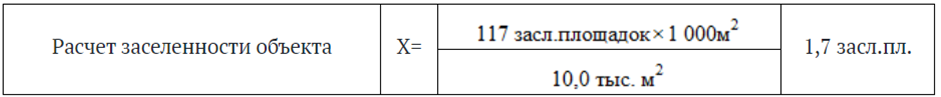 Расчет заселенности объекта
X=
117 засл.площадок× 1 000м²
10,0 тыс. м²
1,7 засл.пл.